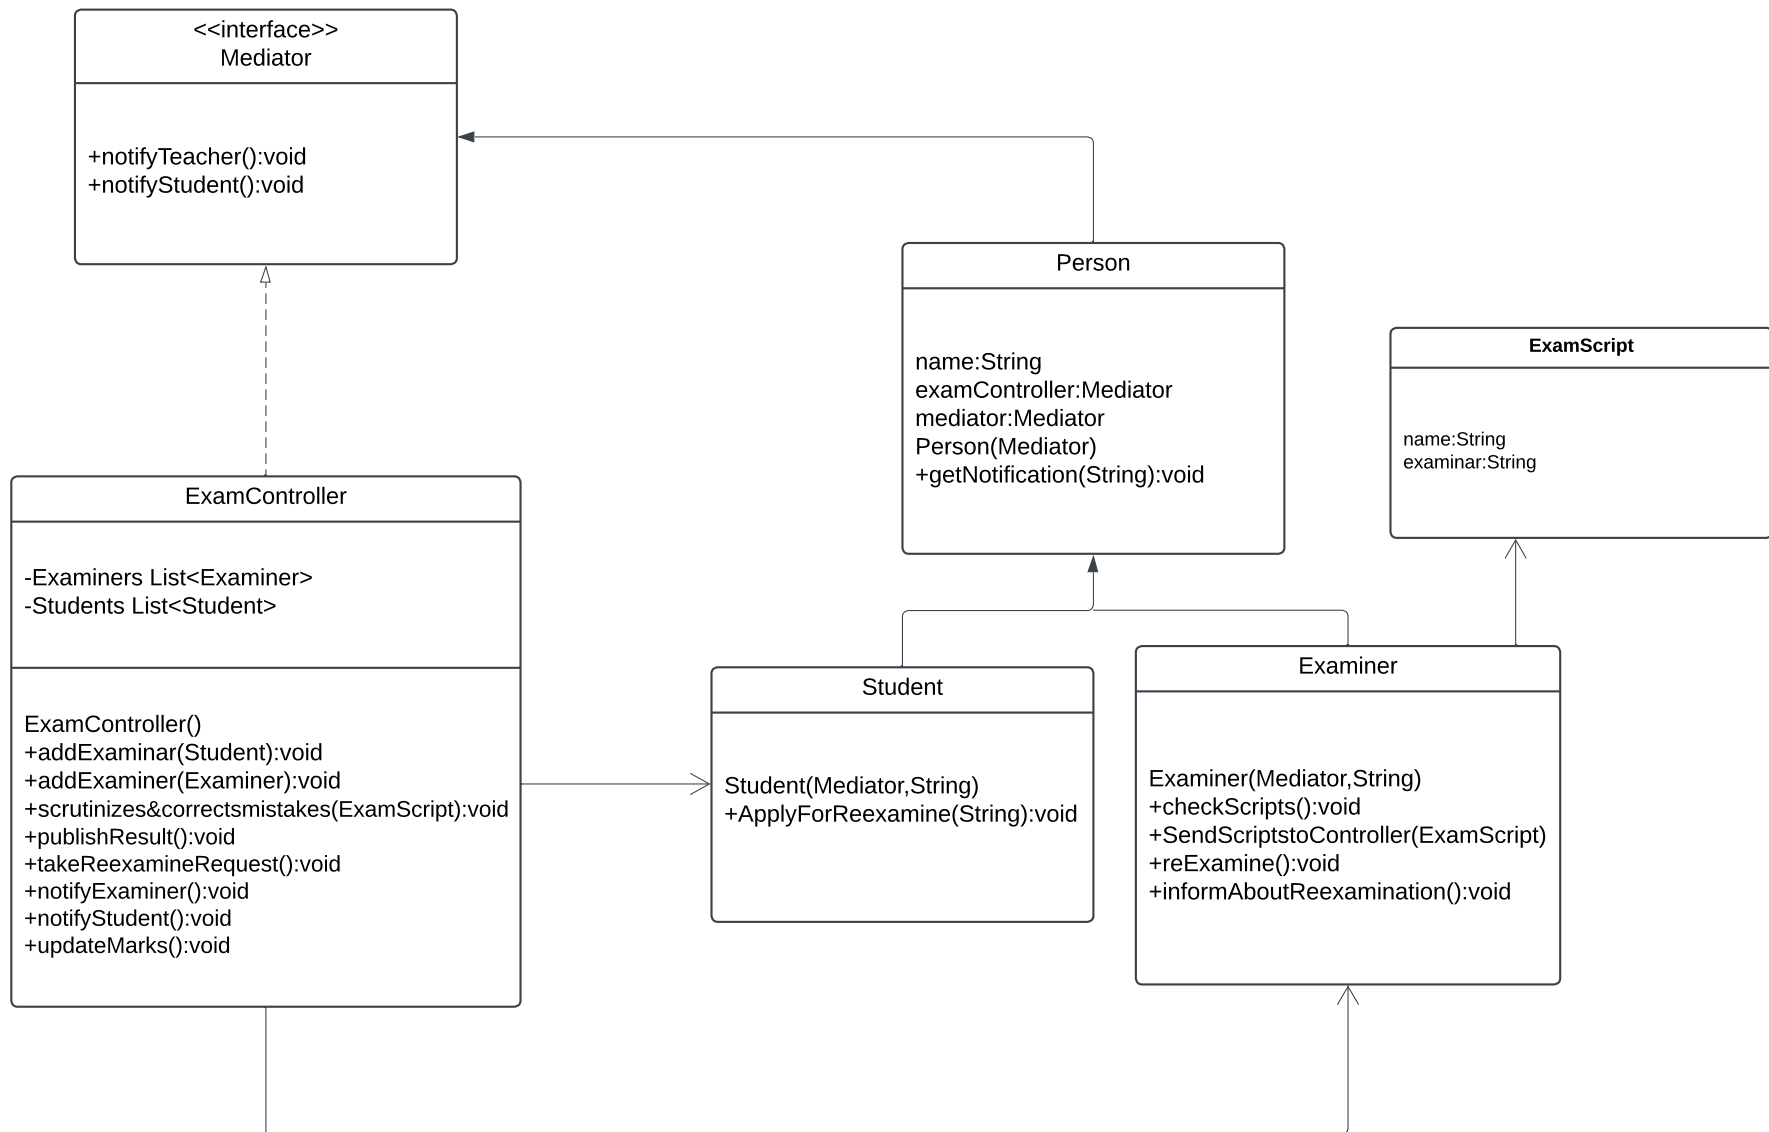 <<interface>>
Mediator
+notifyTeacher():void
+notifyStudent():void
Person
name:String
examController:Mediator
mediator:Mediator
Person(Mediator)
+getNotification(String):void
ExamScript
name:String
examinar:String
ExamController
-Examiners List<Examiner>
-Students List<Student>
ExamController()
+addExaminar(Student):void
+addExaminer(Examiner):void
+scrutinizes&correctsmistakes(ExamScript):void
+publishResult():void
+takeReexamineRequest():void
+notifyExaminer():void
+notifyStudent():void
+updateMarks():void
Student
Student(Mediator,String)
+ApplyForReexamine(String):void
Examiner
Examiner(Mediator,String)
+checkScripts():void
+SendScriptstoController(ExamScript)
+reExamine():void
+informAboutReexamination():void